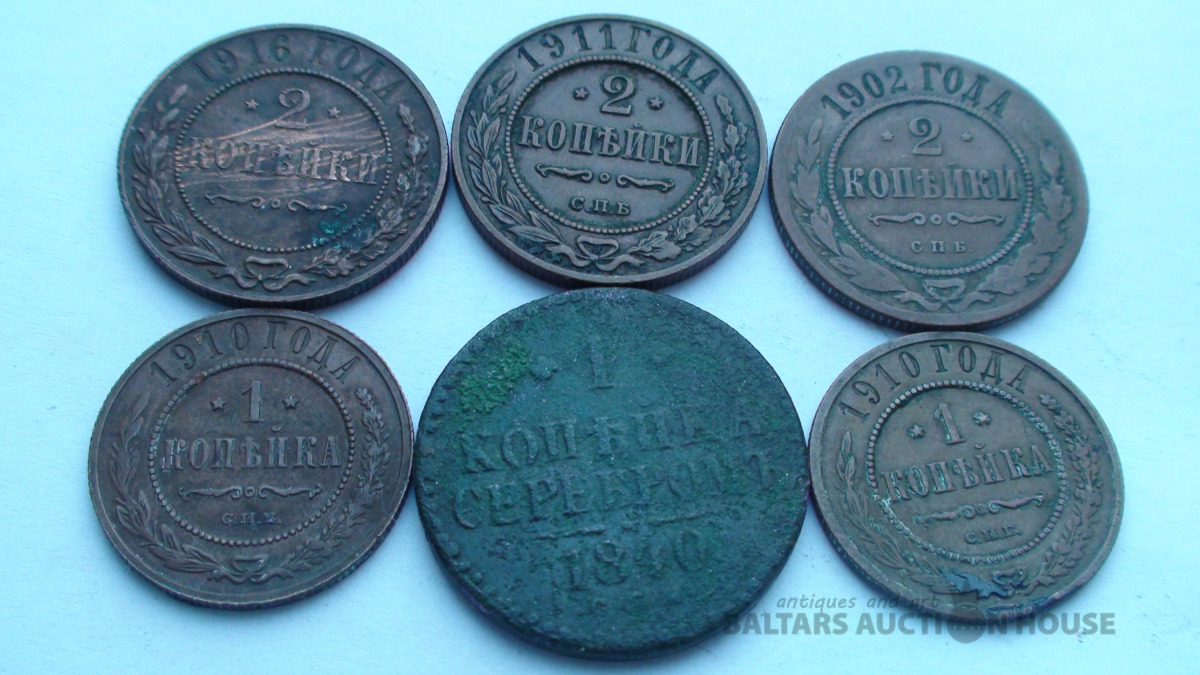 1916 ГОДА
2
КОПѢЙКИ
1911 ГОДА
2
КОПѢЙКИ
С.П.Б
1902 ГОДА
2
КОПѢЙКИ
С.П.Б.
1910 ГОДА
1
КОПѢЙКА
С.П.Б.
1
КОПѢЙКА
СЕРЕБРОМЪ
1840
1910 ГОДА
1
КОПѢЙКА
С.П.Б.
antiques and art
BALTARS AUCTION HOUSE